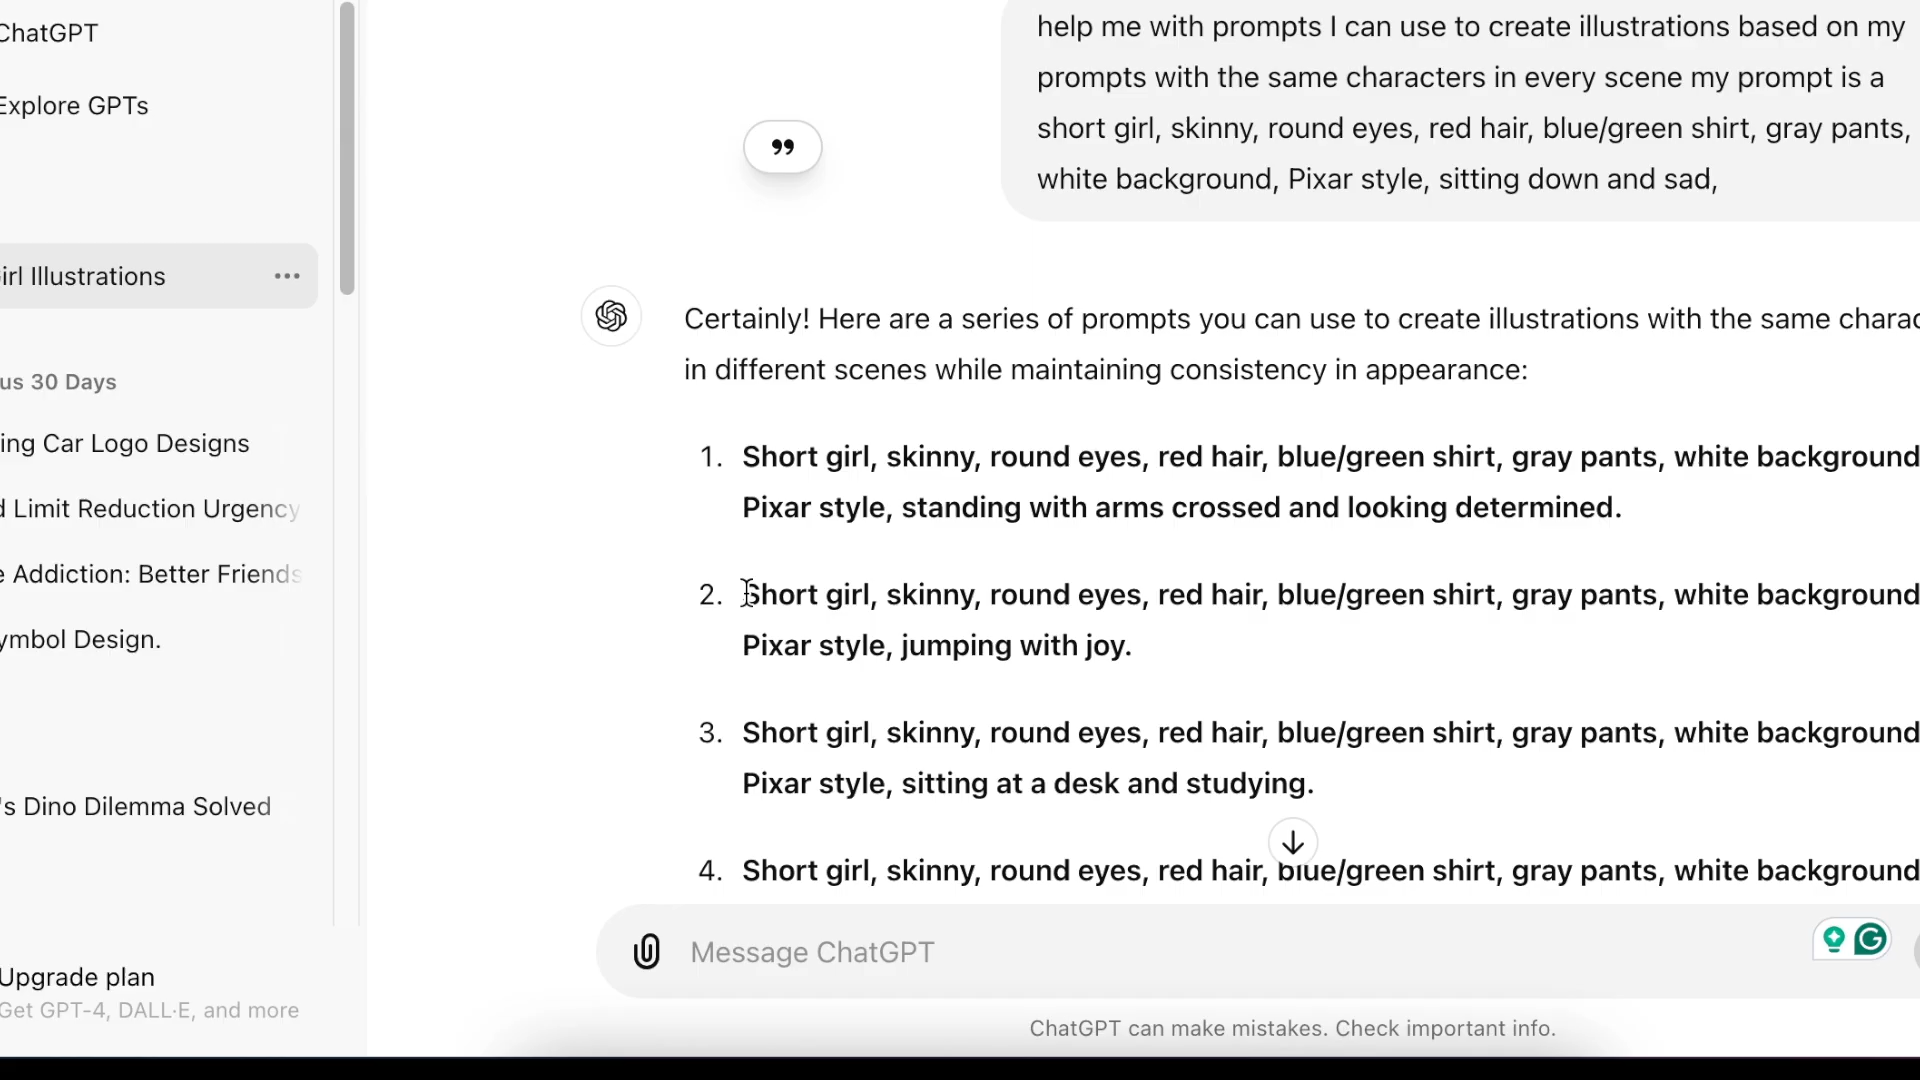 ChatGPT
Explore GPTs
irl Illustrations
us 30 Days
ing Car Logo Designs
d Limit Reduction Urgency
e Addiction: Better Friends
ymbol Design.
's Dino Dilemma Solved
Upgrade plan
Get GPT-4, DALL·E, and more
help me with prompts I can use to create illustrations based on my
prompts with the same characters in every scene my prompt is a
short girl, skinny, round eyes, red hair, blue/green shirt, gray pants,
white background, Pixar style, sitting down and sad,
Certainly! Here are a series of prompts you can use to create illustrations with the same charac
in different scenes while maintaining consistency in appearance:
1. Short girl, skinny, round eyes, red hair, blue/green shirt, gray pants, white background
Pixar style, standing with arms crossed and looking determined.
2. Short girl, skinny, round eyes, red hair, blue/green shirt, gray pants, white background
Pixar style, jumping with joy.
3. Short girl, skinny, round eyes, red hair, blue/green shirt, gray pants, white background
Pixar style, sitting at a desk and studying.
4. Short girl, skinny, round eyes, red hair, blue/green shirt, gray pants, white background
Message ChatGPT
ChatGPT can make mistakes. Check important info.